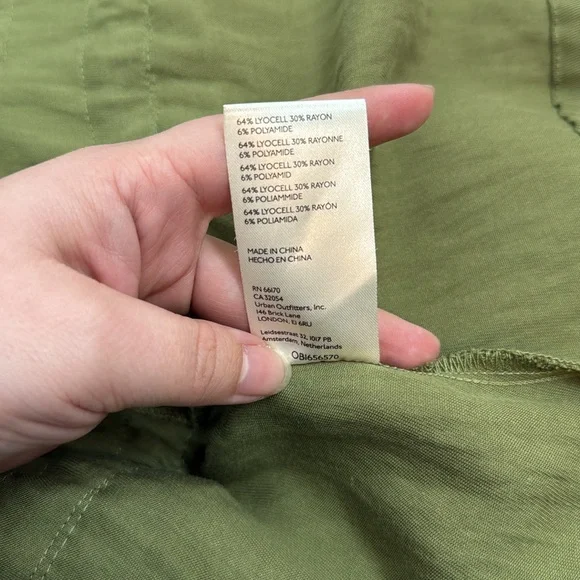 64% LYOCELL 30% RAYON
6% POLYAMIDE
64% LYOCELL 30% RAYONNE
6% POLYAMIDE
64% LYOCELL 30% RAYON
6% POLYAMID
64% LYOCELL 30% RAYON
6% POLIAMMIDE
64% LYOCELL 30% RAYÓN
6% POLIAMIDA
MADE IN CHINA
HECHO EN CHINA
RN 66170
CA 32054
Urban Outfitters, Inc.
146 Brick Lane
LONDON, E1 6RU
Leidsestraat 32, 1017 PB
Amsterdam, Netherlands
OB1656570